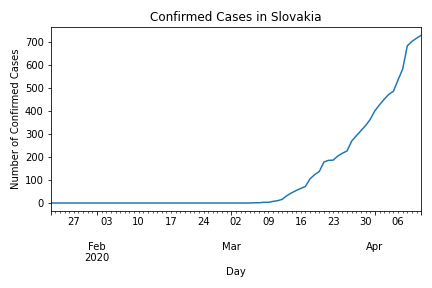 Confirmed Cases in Slovakia
Number of Confirmed Cases
700
600
500
400
300
200
100
0
27 03 10 17 24 02 09 16 23 30 06
Feb Mar Apr
2020
Day